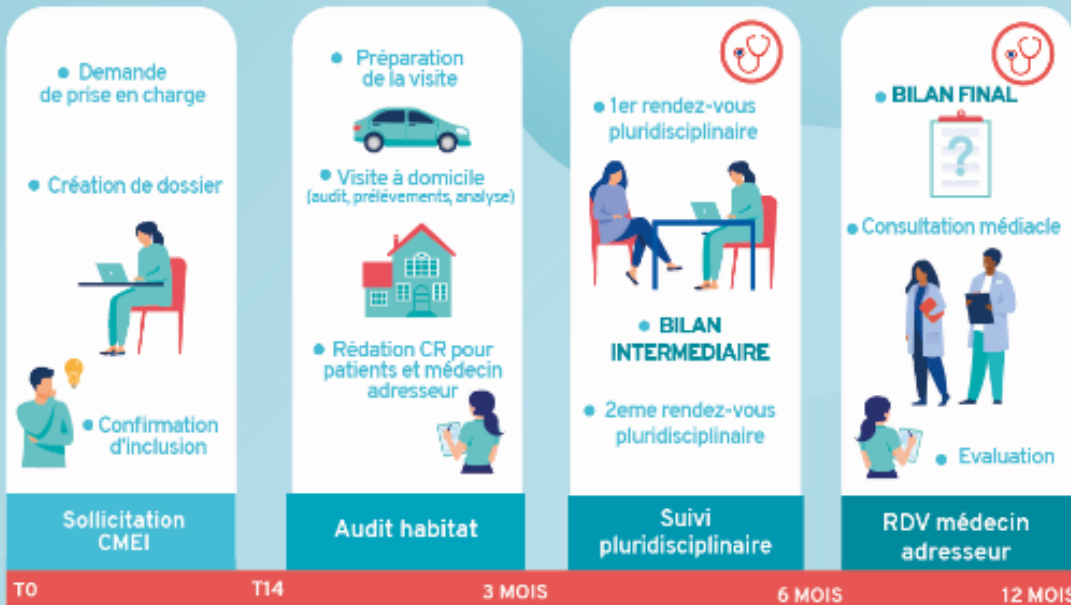 • Demande
de prise en charge
• Création de dossier
• Confirmation
d'inclusion
Sollicitation
CMEI
• Préparation
de la visite
• Visite à domicile
(audit, prélèvements, analyse)
• Rédation CR pour
patients et médecin
adresseur
Audit habitat
• 1er rendez-vous
pluridisciplinaire
• BILAN
INTERMEDIAIRE
• 2eme rendez-vous
pluridisciplinaire
Suivi
pluridisciplinaire
• BILAN FINAL
?
• Consultation médiacle
• Evaluation
RDV médecin
adresseur
T0
T14
3 MOIS
6 MOIS
12 MOIS